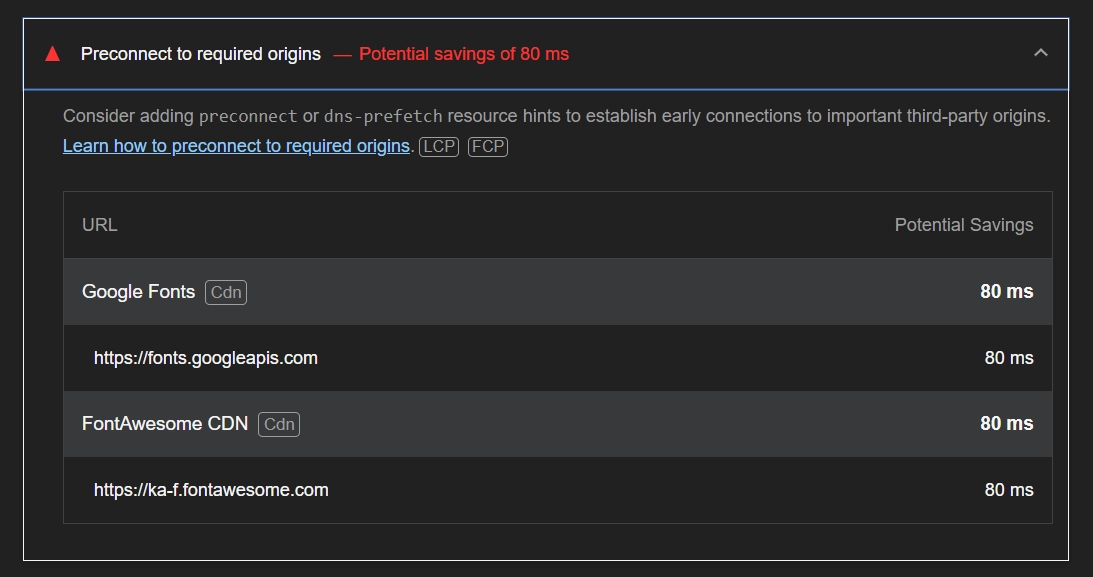 Preconnect to required origins — Potential savings of 80 ms
Consider adding preconnect or dns-prefetch resource hints to establish early connections to important third-party origins.
Learn how to preconnect to required origins. LCP FCP
URL Potential Savings
Google Fonts Cdn 80 ms
https://fonts.googleapis.com 80 ms
FontAwesome CDN Cdn 80 ms
https://ka-f.fontawesome.com 80 ms